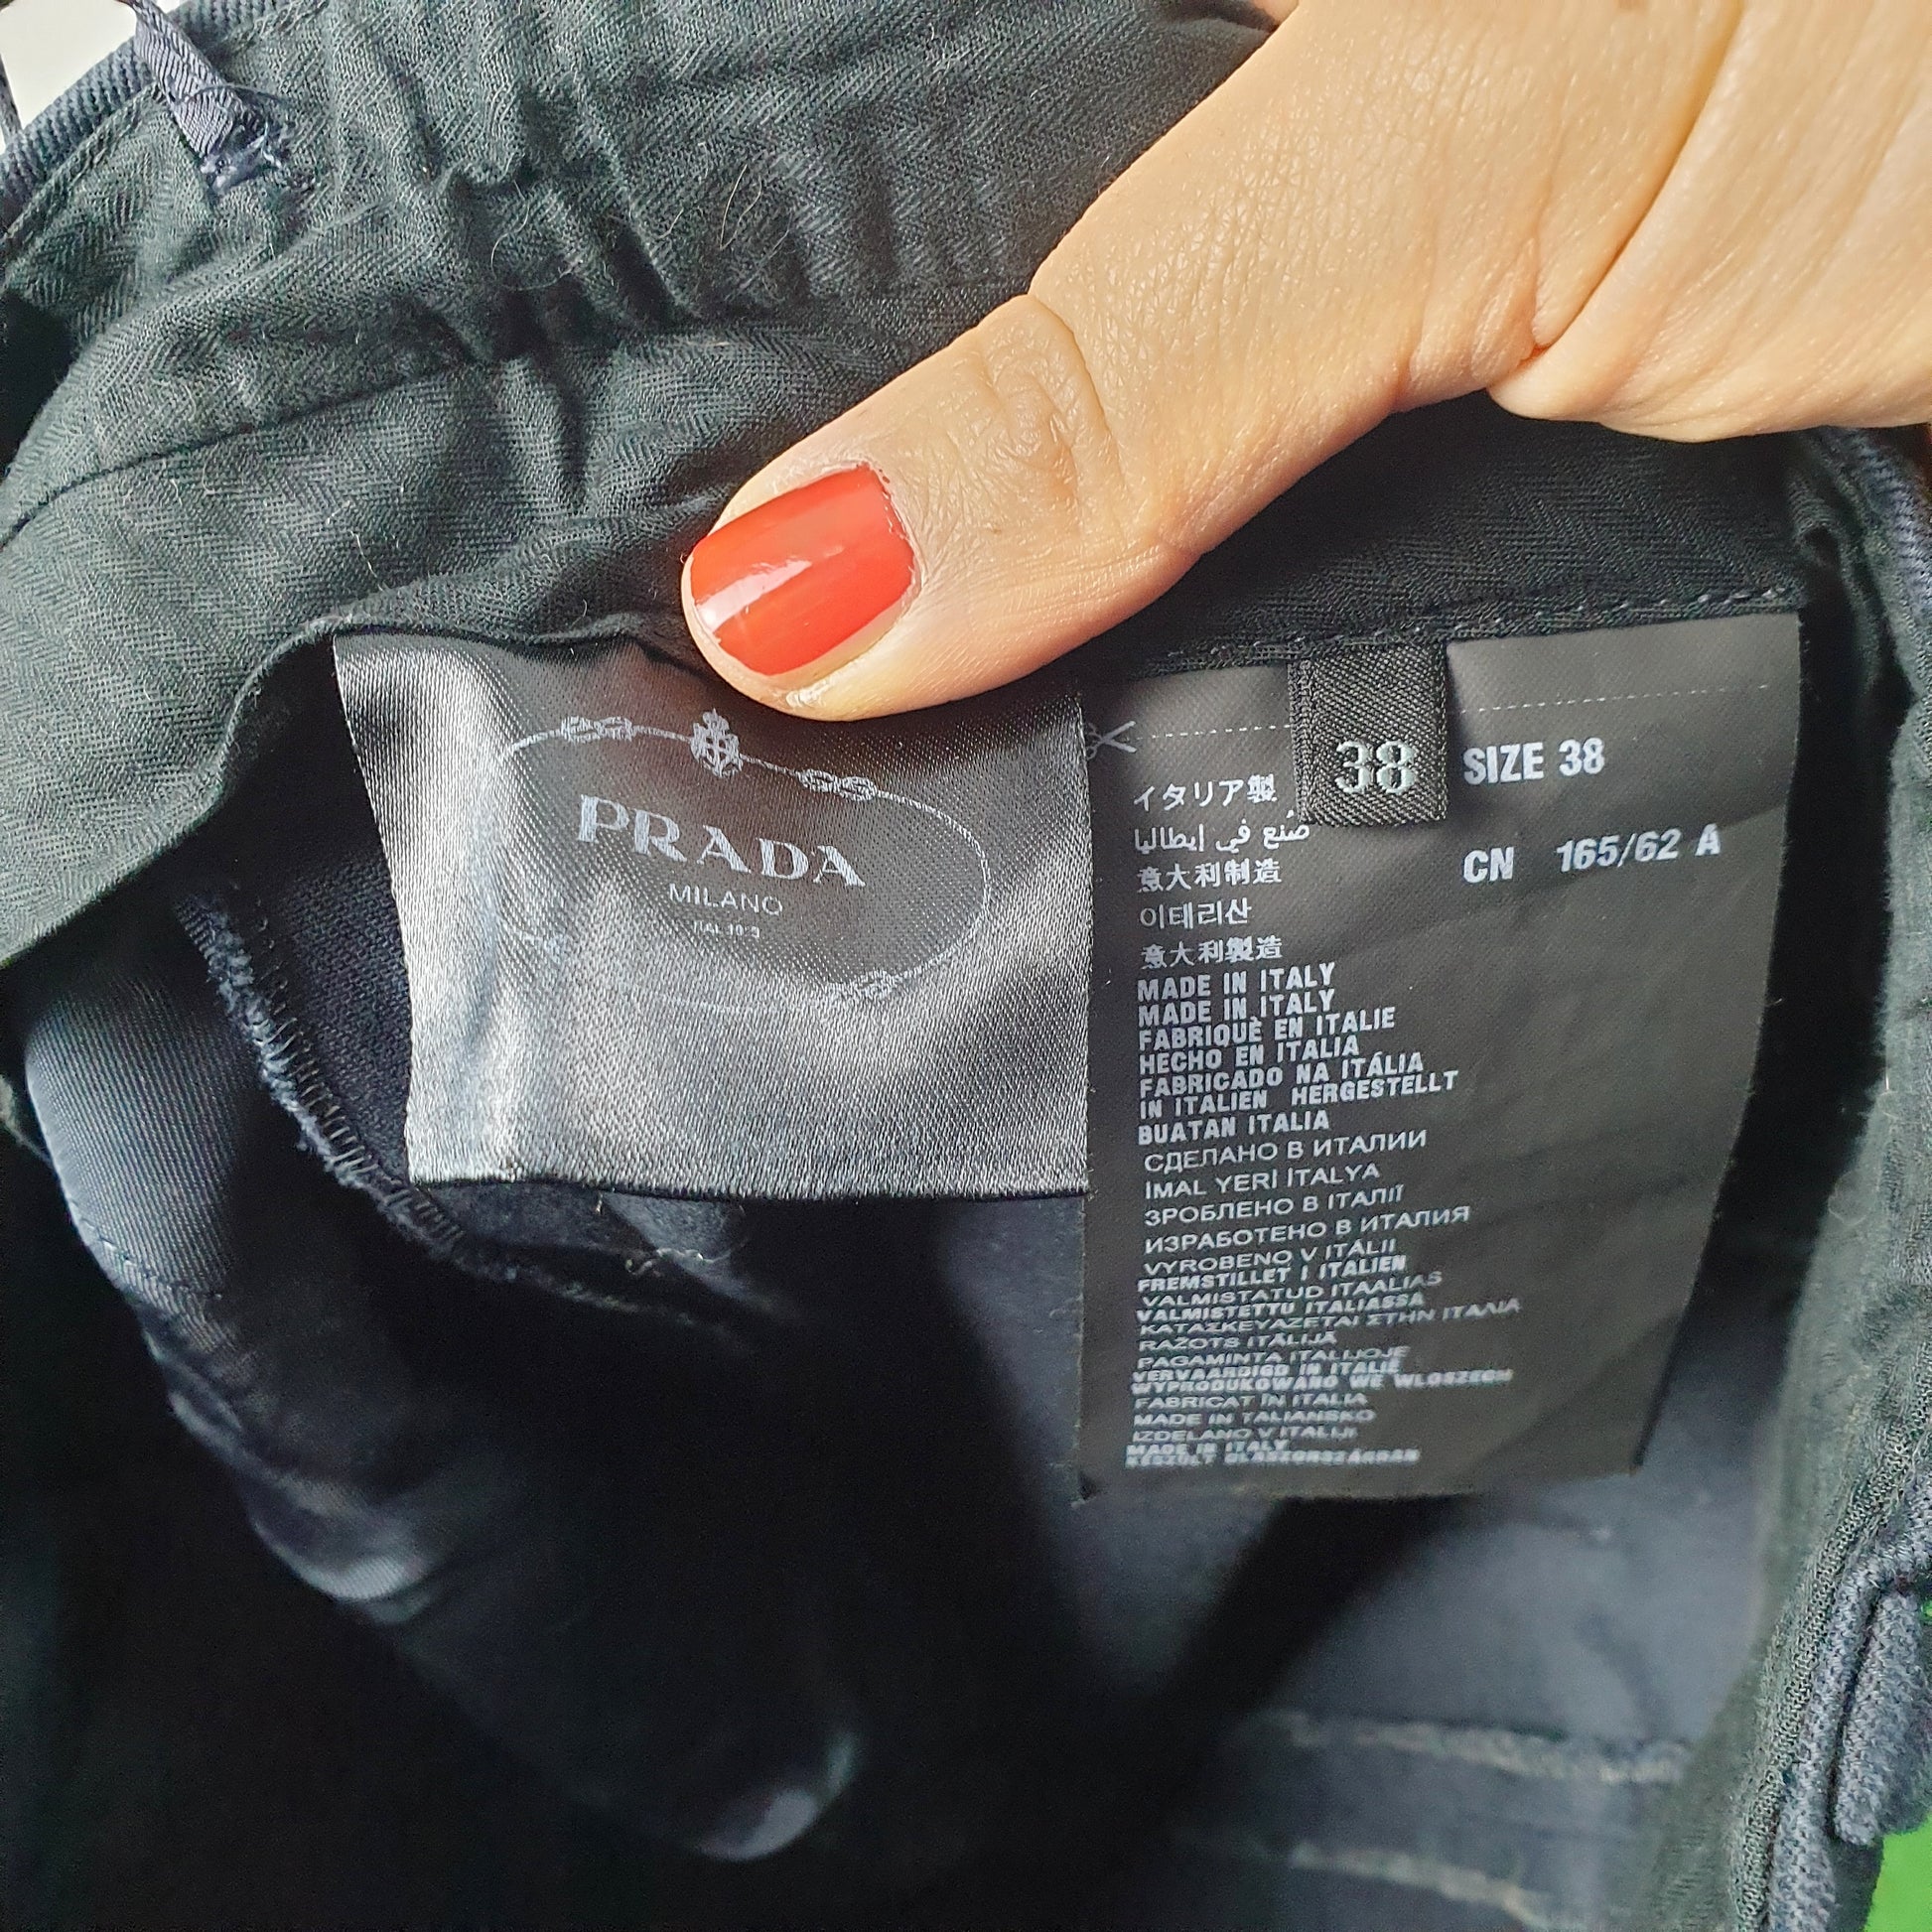 PRADA
MILANO
38
SIZE 38
CN 165/62 A
イタリア製
صُنع في إيطاليا
意大利制造
이태리산
意大利製造
MADE IN ITALY
MADE IN ITALY
FABRIQUÈ EN ITALIE
HECHO EN ITALIA
FABRICADO NA ITÁLIA
IN ITALIEN HERGESTELLT
BUATAN ITALIA
СДЕЛАНО В ИТАЛИИ
İMAL YERİ İTALYA
ЗРОБЛЕНО В ІТАЛІЇ
ИЗРАБОТЕНО В ИТАЛИЯ
VYROBENO V ITÁLII
FREMSTILLET I ITALIEN
VALMISTATUD ITAALIAS
VALMISTETTU ITALIASSA
ΚΑΤΑΣΚΕΥΑΖΕΤΑΙ ΣΤΗΝ ΙΤΑΛΙΑ
RAŽOTS ITĀLIJĀ
PAGAMINTA ITALIJOJE
VERVAARDIGD IN ITALIË
WYPRODUKOWANO WE WLOSZECH
FABRICAT ÎN ITALIA
MADE IN TALIANSKO
IZDELANO V ITALIJI
MADE IN ITALY
KÉSZÜLT OLASZORSZÁGBAN